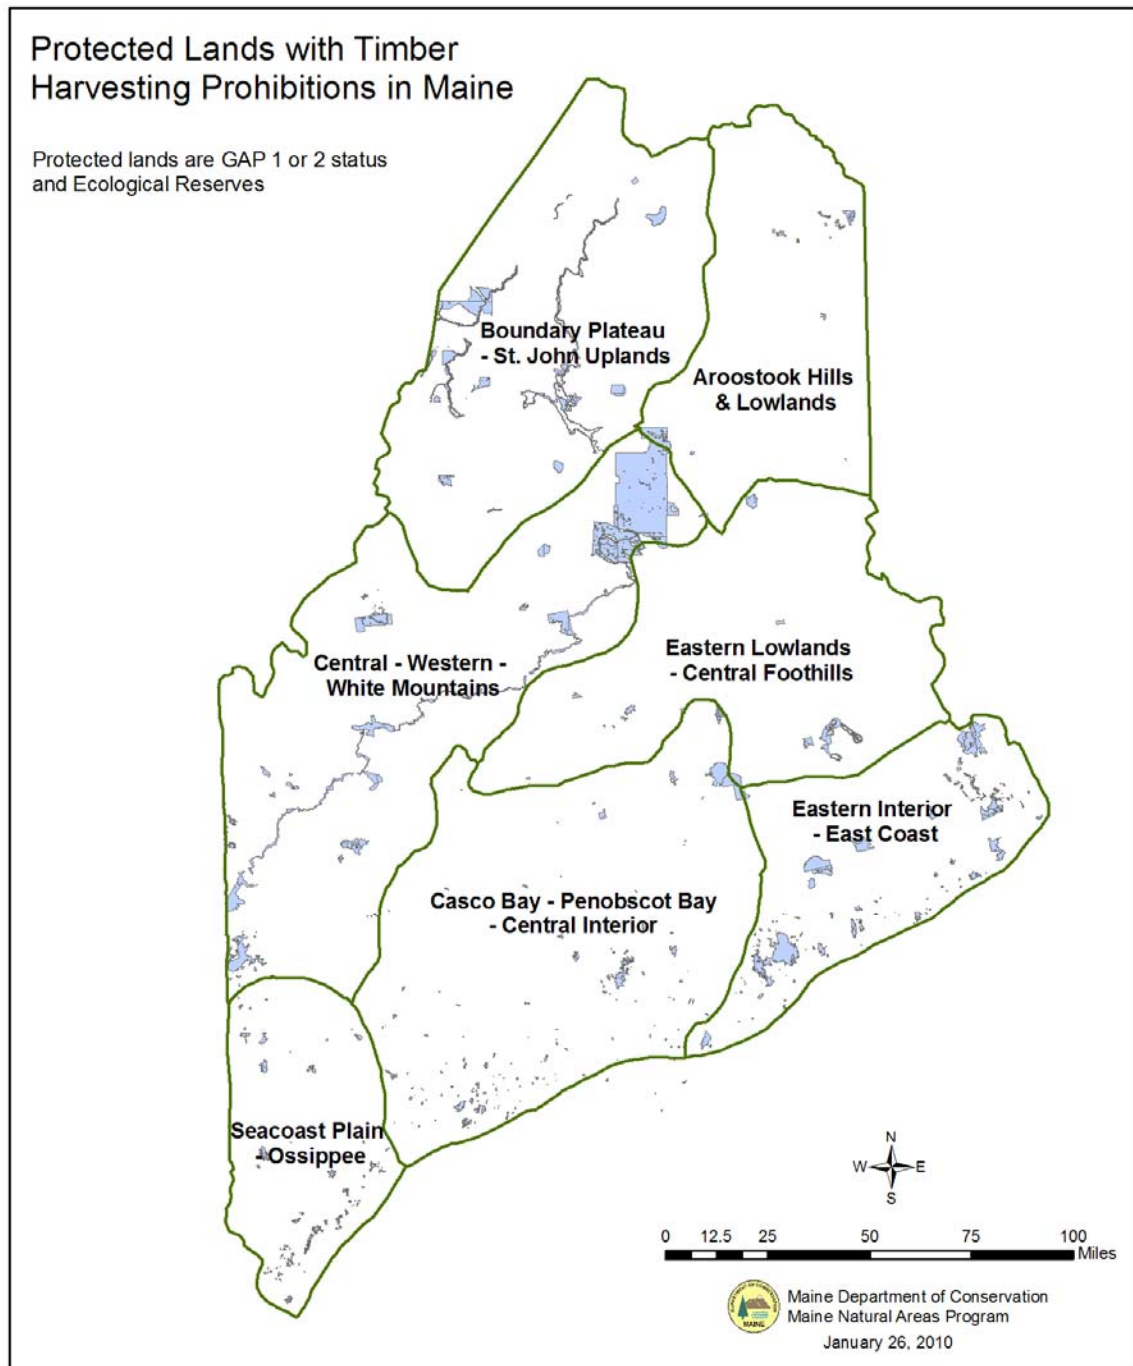 Protected Lands with Timber
Harvesting Prohibitions in Maine
Protected lands are GAP 1 or 2 status
and Ecological Reserves
Boundary Plateau
- St. John Uplands
Aroostook Hills
& Lowlands
Eastern Lowlands
- Central Foothills
Central - Western -
White Mountains
Eastern Interior
- East Coast
Casco Bay - Penobscot Bay
- Central Interior
Seacoast Plain
- Ossippee
N
W E
S
0 12.5 25 50 75 100
Miles
MAINE
Maine Department of Conservation
Maine Natural Areas Program
January 26, 2010